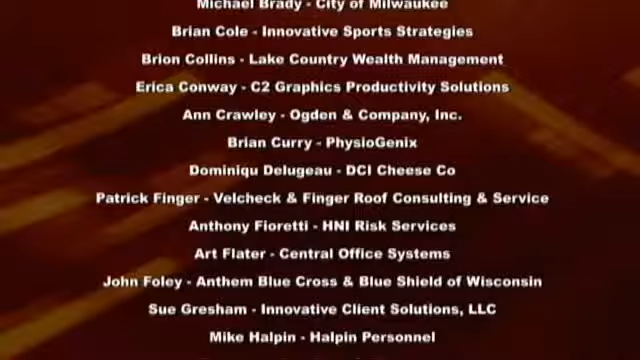 Michael Brady - City of Milwaukee
Brian Cole - Innovative Sports Strategies
Brion Collins - Lake Country Wealth Management
Erica Conway - C2 Graphics Productivity Solutions
Ann Crawley - Ogden & Company, Inc.
Brian Curry - PhysioGenix
Dominiqu Delugeau - DCI Cheese Co
Patrick Finger - Velcheck & Finger Roof Consulting & Service
Anthony Fioretti - HNI Risk Services
Art Flater - Central Office Systems
John Foley - Anthem Blue Cross & Blue Shield of Wisconsin
Sue Gresham - Innovative Client Solutions, LLC
Mike Halpin - Halpin Personnel